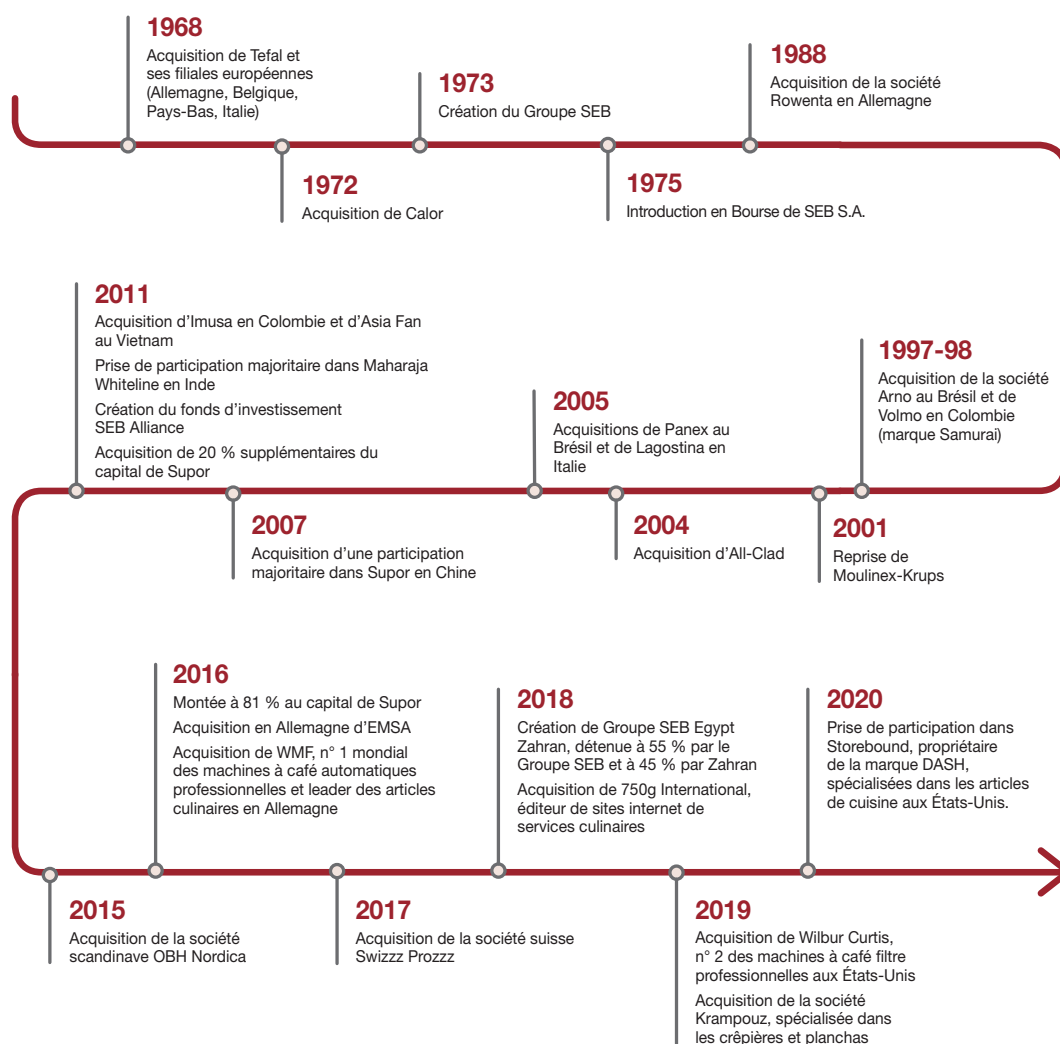 1968
Acquisition de Tefal et
ses filiales européennes
(Allemagne, Belgique,
Pays-Bas, Italie)
1972
Acquisition de Calor
1973
Création du Groupe SEB
1975
Introduction en Bourse de SEB S.A.
1988
Acquisition de la société
Rowenta en Allemagne
1997-98
Acquisition de la société
Arno au Brésil et de
Volmo en Colombie
(marque Samurai)
2001
Reprise de
Moulinex-Krups
2004
Acquisition d'All-Clad
2005
Acquisitions de Panex au
Brésil et de Lagostina en
Italie
2007
Acquisition d'une participation
majoritaire dans Supor en Chine
2011
Acquisition d'Imusa en Colombie et d'Asia Fan
au Vietnam
Prise de participation majoritaire dans Maharaja
Whiteline en Inde
Création du fonds d'investissement
SEB Alliance
Acquisition de 20 % supplémentaires du
capital de Supor
2015
Acquisition de la société
scandinave OBH Nordica
2016
Montée à 81 % au capital de Supor
Acquisition en Allemagne d'EMSA
Acquisition de WMF, n° 1 mondial
des machines à café automatiques
professionnelles et leader des articles
culinaires en Allemagne
2017
Acquisition de la société suisse
Swizzz Prozzz
2018
Création de Groupe SEB Egypt
Zahran, détenue à 55 % par le
Groupe SEB et à 45 % par Zahran
Acquisition de 750g International,
éditeur de sites internet de
services culinaires
2019
Acquisition de Wilbur Curtis,
n° 2 des machines à café filtre
professionnelles aux États-Unis
Acquisition de la société
Krampouz, spécialisée dans
les crêpières et planchas
2020
Prise de participation dans
Storebound, propriétaire
de la marque DASH,
spécialisées dans les articles
de cuisine aux États-Unis.